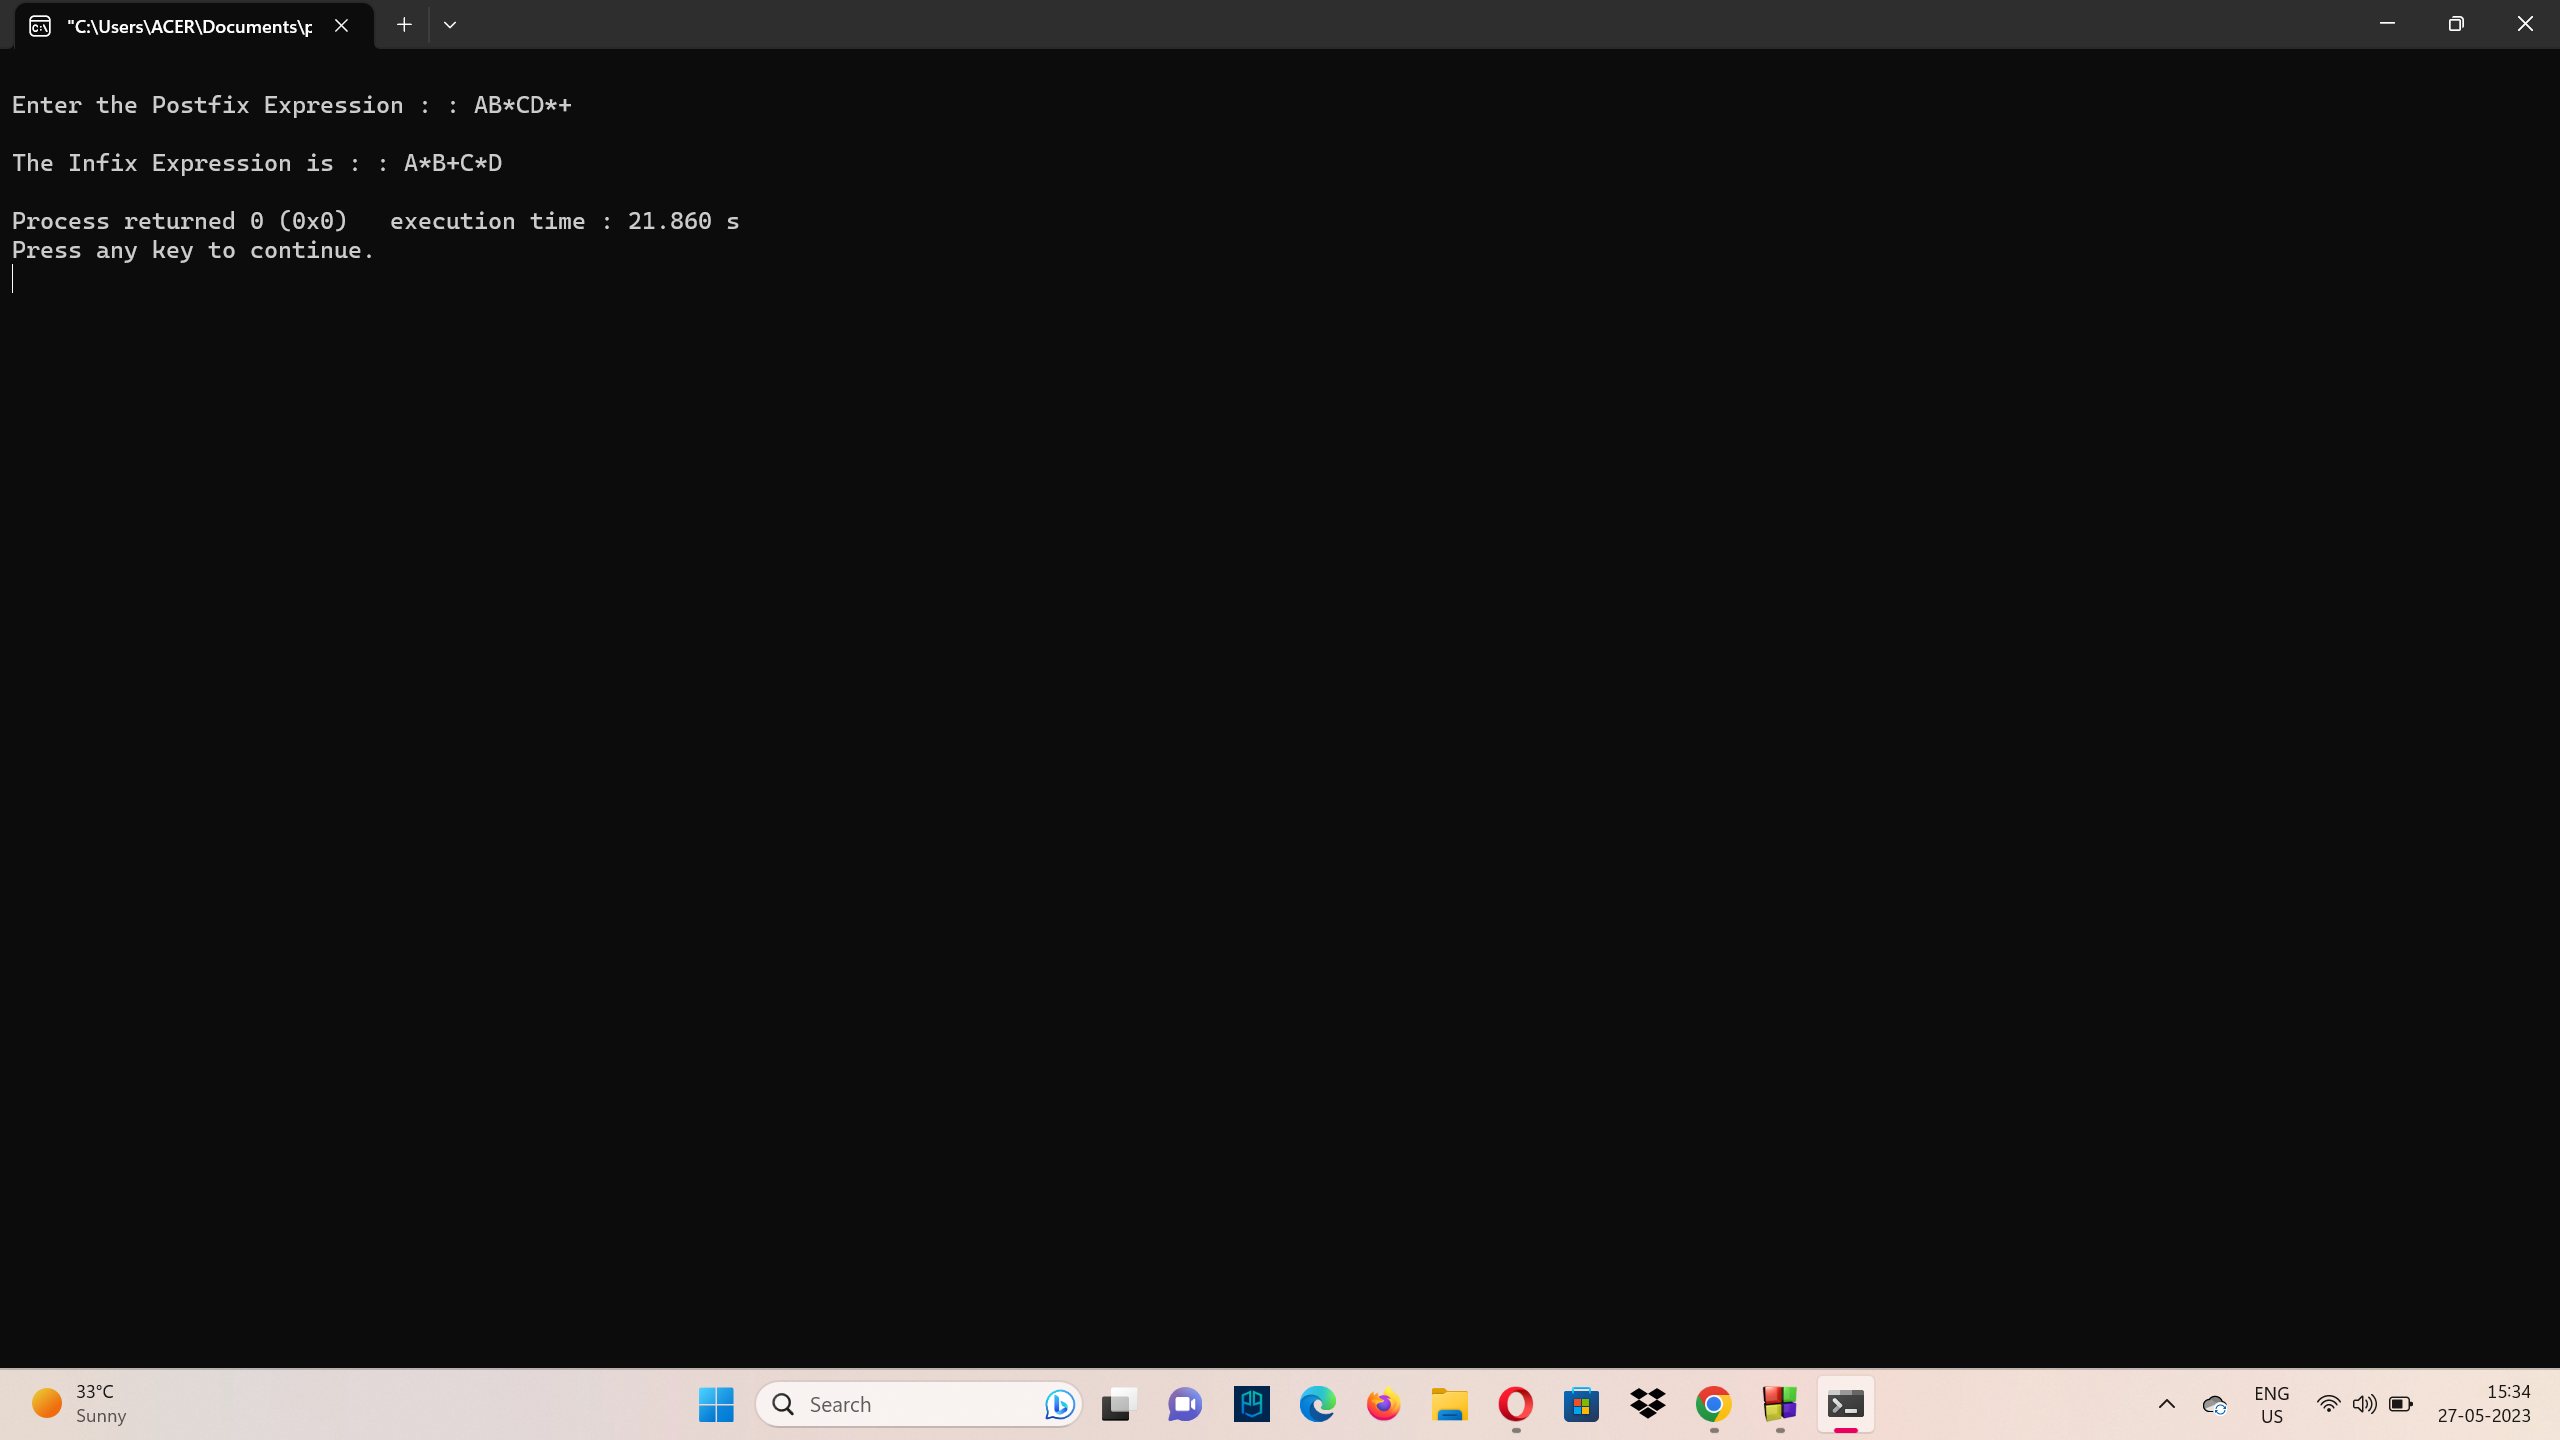 "C:\Users\ACER\Documents\p
Enter the Postfix Expression : : AB*CD*+
The Infix Expression is : : A*B+C*D
Process returned 0 (0x0)   execution time : 21.860 s
Press any key to continue.
33°C
Sunny
Search
ENG
US
15:34
27-05-2023